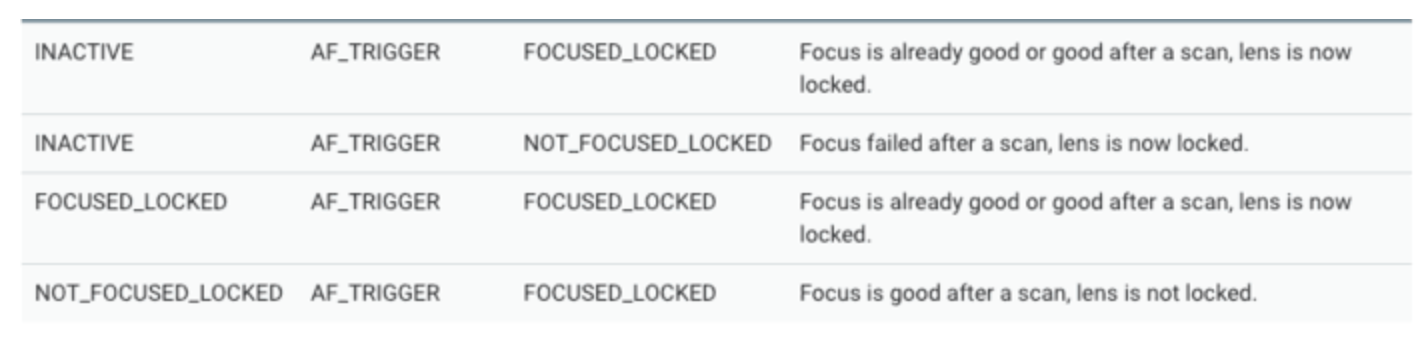 INACTIVE AF_TRIGGER FOCUSED_LOCKED Focus is already good or good after a scan, lens is now
locked.
INACTIVE AF_TRIGGER NOT_FOCUSED_LOCKED Focus failed after a scan, lens is now locked.
FOCUSED_LOCKED AF_TRIGGER FOCUSED_LOCKED Focus is already good or good after a scan, lens is now
locked.
NOT_FOCUSED_LOCKED AF_TRIGGER FOCUSED_LOCKED Focus is good after a scan, lens is not locked.